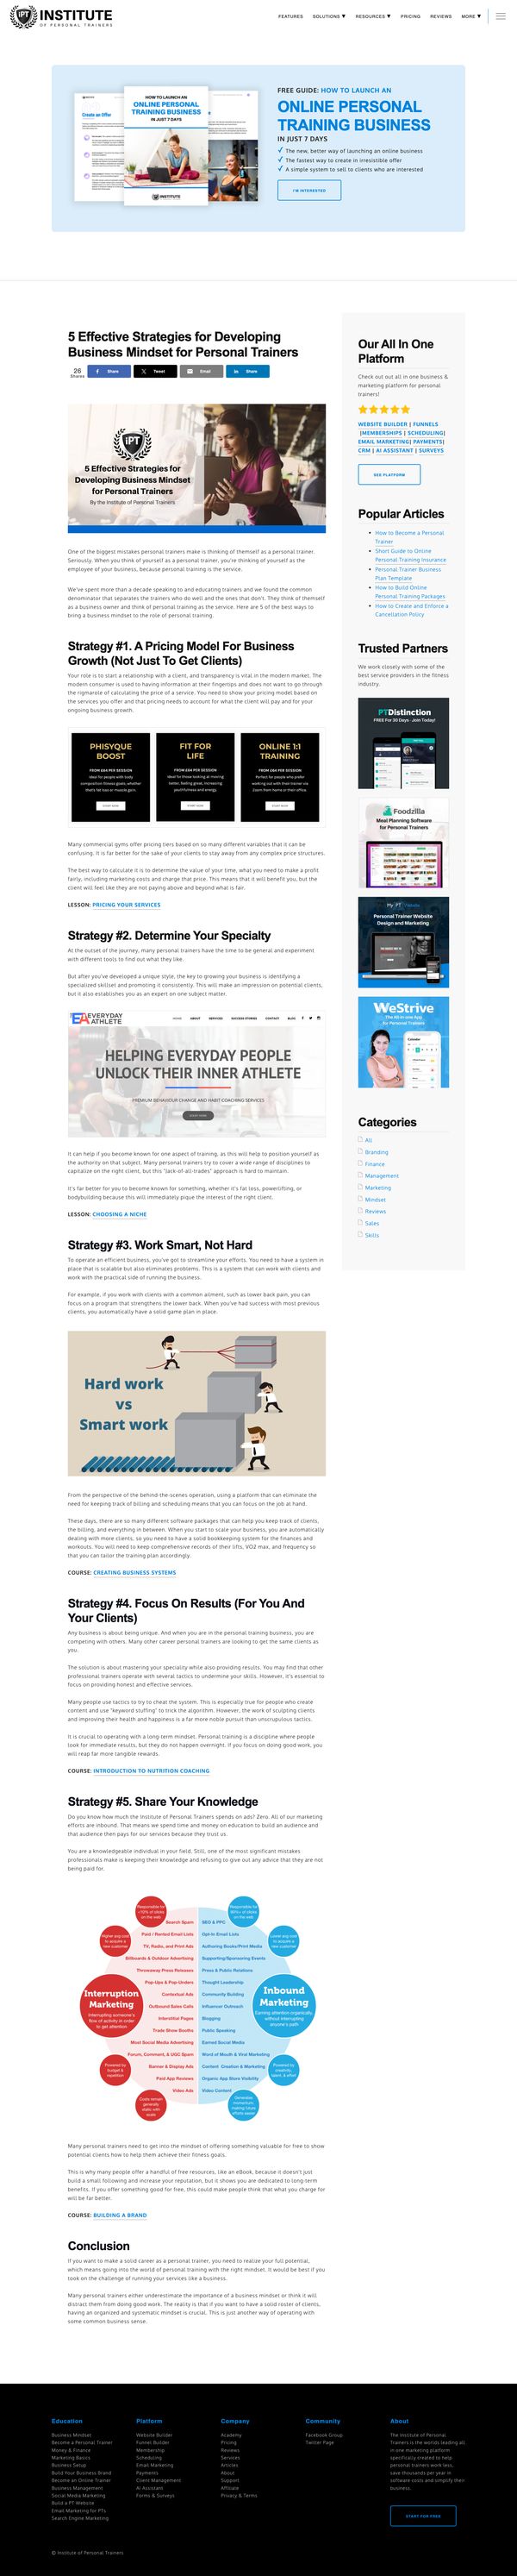 INSTITUTE
OF PERSONAL TRAINERS
FEATURES SOLUTIONS ▼ RESOURCES ▼ PRICING REVIEWS MORE ▼
FREE GUIDE: HOW TO LAUNCH AN
ONLINE PERSONAL
TRAINING BUSINESS
IN JUST 7 DAYS
The new, better way of launching an online business
The fastest way to create in irresistible offer
A simple system to sell to clients who are interested
I'M INTERESTED
HOW TO LAUNCH AN
ONLINE PERSONAL
TRAINING BUSINESS
IN JUST 7 DAYS
Create an Offer
5 Effective Strategies for Developing
Business Mindset for Personal Trainers
26
Shares
Share
Tweet
Email
Share
IPT
5 Effective Strategies for
Developing Business Mindset
for Personal Trainers
By the Institute of Personal Trainers
One of the biggest mistakes personal trainers make is thinking of themself as a personal trainer.
Seriously. When you think of yourself as a personal trainer, you're thinking of yourself as the
person who provides services, because personal training is the service.
We've spent more than a decade speaking to and educating trainers and we found the common
denominator that separates the trainers who do well and the one's that don't. They think of themself
as a business owner and personal training as their service. Here are 5 of the best ways to
bring a business mindset to personal training.
Strategy #1. A Pricing Model For Business
Growth (Not Just To Get Clients)
Your role is to start a relationship with a client, and transparency is vital in the modern market. The
modern consumer is used to having information at their fingertips and does not want to go through
the rigmarole of calculating the price of a service. You need to show your pricing model based on
the services you offer and that pricing needs to account for what the client will pay and for your
ongoing business growth.
PHISYQUE
BOOST
FIT FOR
LIFE
ONLINE 1:1
TRAINING
Many commercial gyms offer pricing tiers based on so many different variables that it can be
confusing. It is far better for the sake of your clients to stay away from any complex price structures.
The best way to calculate it is to determine the value of your time, what you need to make a profit
fairly, including marketing costs and charge that price. This means that it will benefit you, but the
client will feel like they are not paying above and beyond what is fair.
LESSON: PRICING YOUR SERVICES
Strategy #2. Determine Your Specialty
At the outset of the journey, many personal trainers have the time to be general and experiment
with different tools to find out what they like.
But after you've developed a unique style, the key to growing your business is identifying a
specialized skillset and promoting it consistently. This will make an impression on potential clients,
but it also establishes you as an expert on one subject matter.
EVERYDAY
ATHLETE
HOME ABOUT SERVICES SUCCESS STORIES CONTACT BLOG
HELPING EVERYDAY PEOPLE
UNLOCK THEIR INNER ATHLETE
PREMIUM BEHAVIOUR CHANGE AND HABIT COACHING SERVICES
It can help if you become known for one aspect of training, as this will help to position yourself as
the authority on that subject. Many personal trainers try to cover a wide range of disciplines to
capitalize on the right client, but this "jack-of-all-trades" approach is hard to maintain.
It's far better for you to be known for something, whether it's fat loss, powerlifting, or
bodybuilding because this will immediately pique the interest of the right client.
LESSON: CHOOSING A NICHE
Strategy #3. Work Smart, Not Hard
To operate an efficient business, you've got to streamline your efforts. You need to have a system in
place that is scalable but also eliminates problems. This is a system that can work with clients and
work with the practical side of running the business.
For example, if you work with clients with a common ailment, such as lower back pain, you can
focus on a program that strengthens the lower back. When you've had success with most previous
clients, you automatically have a solid game plan in place.
Hard work
vs
Smart work
From the perspective of the behind-the-scenes operation, using a platform that can eliminate the
need for keeping track of billing and scheduling means that you can focus on the job at hand.
These days, there are so many different software packages that can help you keep track of clients,
the billing, and everything in between. When you start to scale your business, you are automatically
dealing with more clients, so you need to have a solid bookkeeping system for the finances and
workouts. You will need to keep comprehensive records of their lifts, VO2 max, and frequency so
that you can tailor the training plan accordingly.
COURSE: CREATING BUSINESS SYSTEMS
Strategy #4. Focus On Results (For You And
Your Clients)
Any business is about being unique. And when you are in the personal training business, you are
competing with others. Many other career personal trainers are looking to get the same clients as
you.
The solution is about mastering your speciality while also providing results. You may find that other
professional trainers operate with several tactics to undermine your skills. However, it's essential to
focus on providing honest and effective services.
Many people use tactics to try to cheat the system. This is especially true for people who create
content and use "keyword stuffing" to trick the algorithm. However, the work of sculpting clients
and improving their health and happiness is a far more noble pursuit than unscrupulous tactics.
It is crucial to operating with a long-term mindset. Personal training is a discipline where people
look for immediate results, but they do not happen overnight. If you focus on doing good work, you
will reap far more tangible rewards.
COURSE: INTRODUCTION TO NUTRITION COACHING
Strategy #5. Share Your Knowledge
Do you know how much the Institute of Personal Trainers spends on ads? Zero. All of our marketing
efforts are inbound. That means we spend time and money on education to build an audience and
that audience then pays for our services because they trust us.
You are a knowledgeable individual in your field. Still, one of the most significant mistakes
professionals make is keeping their knowledge and refusing to give out any advice that they are not
being paid for.
Interruption
Marketing
Interrupting someone's
flow of activity in order
to get attention
Search Spam
Paid / Rented Email Lists
TV, Radio, and Print Ads
Billboards & Outdoor Advertising
Throwaway Press Releases
Pop-Ups & Pop-Unders
Contextual Ads
Outbound Sales Calls
Interstitial Pages
Trade Show Booths
Most Social Media Advertising
Forum, Comment, & UGC Spam
Banner & Display Ads
Paid App Reviews
Video Ads
SEO & PPC
Opt-in Email Lists
Authoring Books/Print Media
Supporting/Sponsoring Events
Press & Public Relations
Thought Leadership
Community Building
Influencer Outreach
Blogging
Public Speaking
Earned Social Media
Word of Mouth & Viral Marketing
Content Creation & Marketing
Organic App Store Visibility
Video Content
Inbound
Marketing
Earning attention organically,
without interrupting
anyone's path
Many personal trainers need to get into the mindset of offering something valuable for free to show
potential clients how to help them achieve their fitness goals.
This is why many people offer a handful of free resources, like an eBook, because it doesn't just
build a small following and increase your reputation, but it shows you are dedicated to long-term
benefits. If you offer something good for free, this could make people think that what you charge for
will be far better.
COURSE: BUILDING A BRAND
Conclusion
If you want to make a solid career as a personal trainer, you need to realize your full potential,
which means going into the world of personal training with the right mindset. It would be best if you
took on the challenge of running your services like a business.
Many personal trainers either underestimate the importance of a business mindset or think it will
distract them from doing good work. The reality is that if you want to have a solid roster of clients,
having an organized and systematic mindset is crucial. This is just another way of operating with
some common business sense.
Our All In One
Platform
Check out out all in one business &
marketing platform for personal
trainers!
WEBSITE BUILDER | FUNNELS
|MEMBERSHIPS | SCHEDULING|
EMAIL MARKETING| PAYMENTS|
CRM | AI ASSISTANT | SURVEYS
SEE PLATFORM
Popular Articles
How to Become a Personal
Trainer
Short Guide to Online
Personal Training Insurance
Personal Trainer Business
Plan Template
How to Build Online
Personal Training Packages
How to Create and Enforce a
Cancellation Policy
Trusted Partners
We work closely with some of the
best service providers in the fitness
industry.
PTDistinction
FREE For 30 Days - Join Today!
Foodzilla
Meal Planning Software
for Personal Trainers
Personal Trainer Website
Design and Marketing
WeStrive
The All in one App
for Personal Trainers
Categories
All
Branding
Finance
Management
Marketing
Mindset
Reviews
Sales
Skills
Education
Business Mindset
Become a Personal Trainer
Money & Finance
Marketing Basics
Business Setup
Build Your Business Brand
Become an Online Trainer
Business Management
Social Media Marketing
Build a PT Website
Email Marketing for PTs
Search Engine Marketing
Platform
Website Builder
Funnel Builder
Membership
Scheduling
Email Marketing
Payments
Client Management
AI Assistant
Forms & Surveys
Company
Academy
Pricing
Reviews
Services
Articles
About
Support
Affiliate
Privacy & Terms
Community
Facebook Group
Twitter Page
About
The Institute of Personal
Trainers is the worlds leading all
in one marketing platform
specifically created to help
personal trainers work less,
save thousands per year in
software costs and simplify their
business.
START FOR FREE
© Institute of Personal Trainers